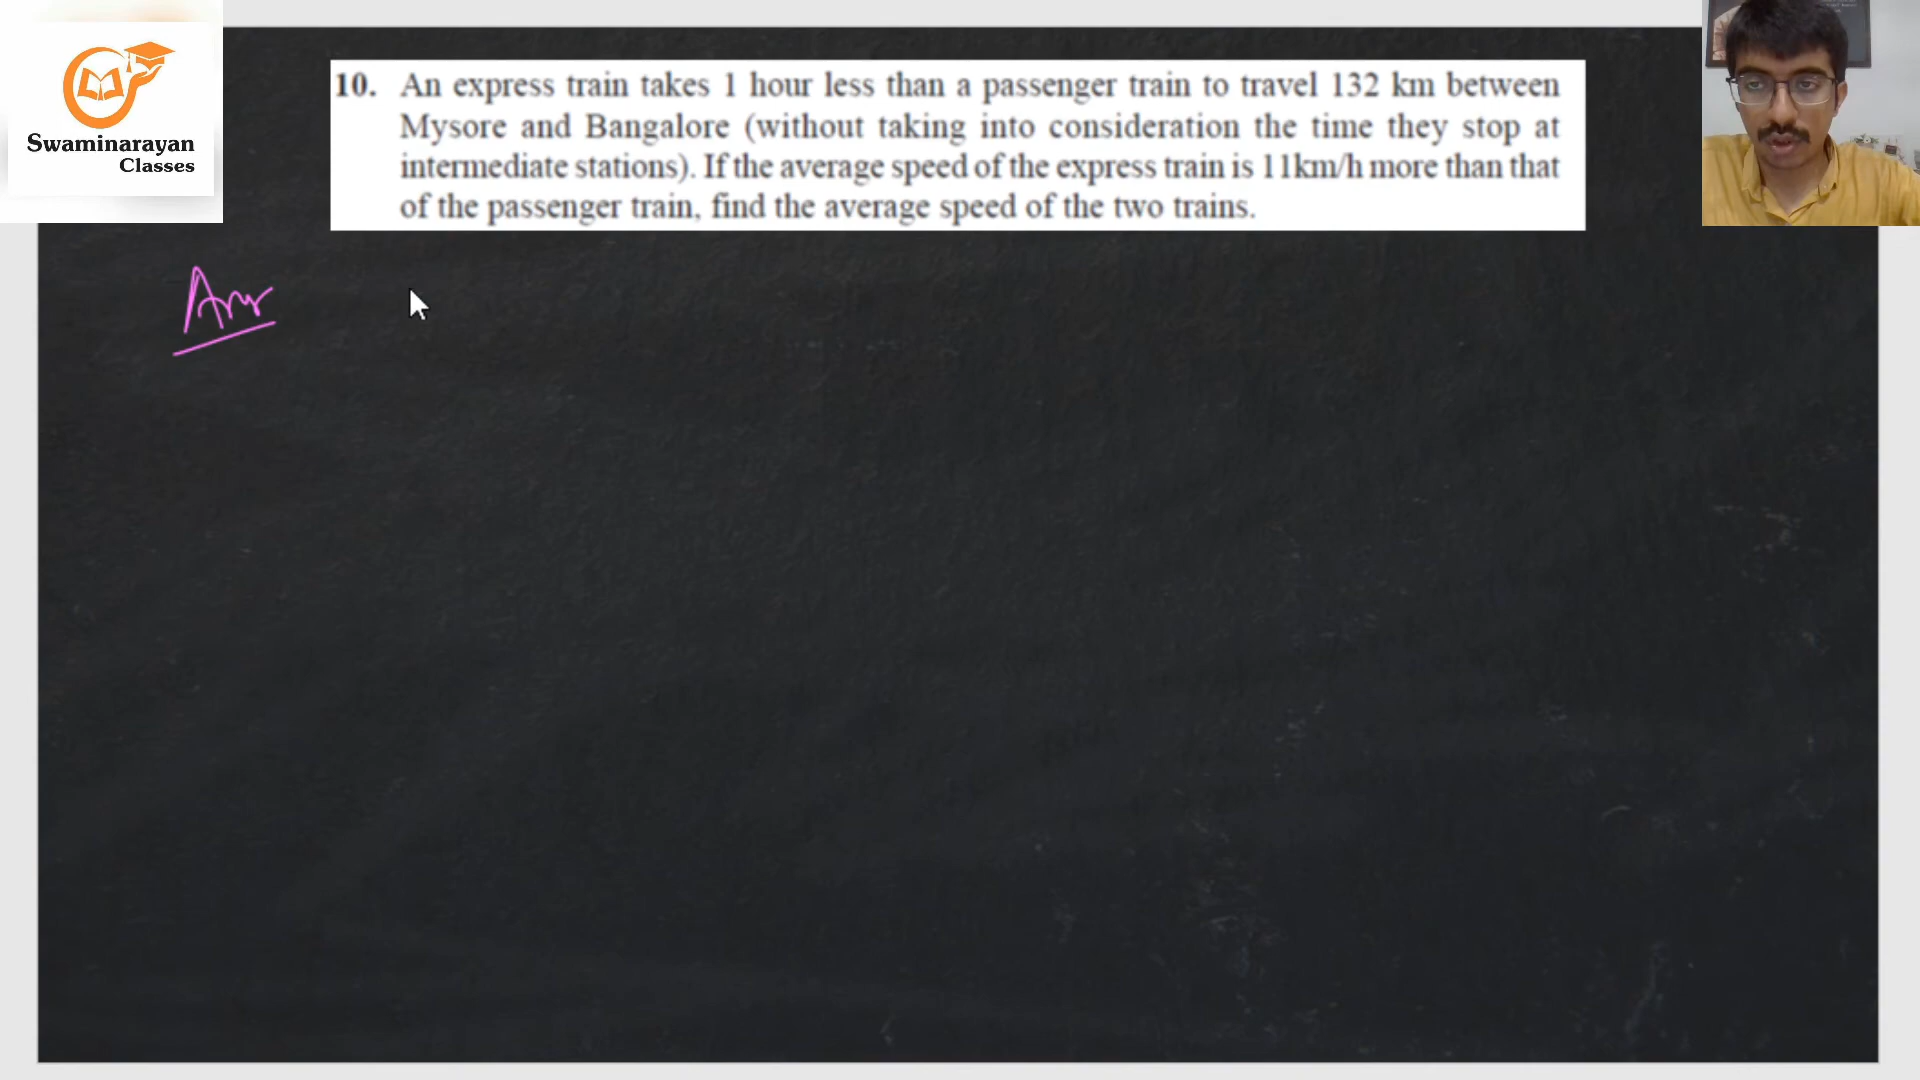 Swaminarayan
Classes
10. An express train takes 1 hour less than a passenger train to travel 132 km between
Mysore and Bangalore (without taking into consideration the time they stop at
intermediate stations). If the average speed of the express train is 11km/h more than that
of the passenger train, find the average speed of the two trains.
Ans